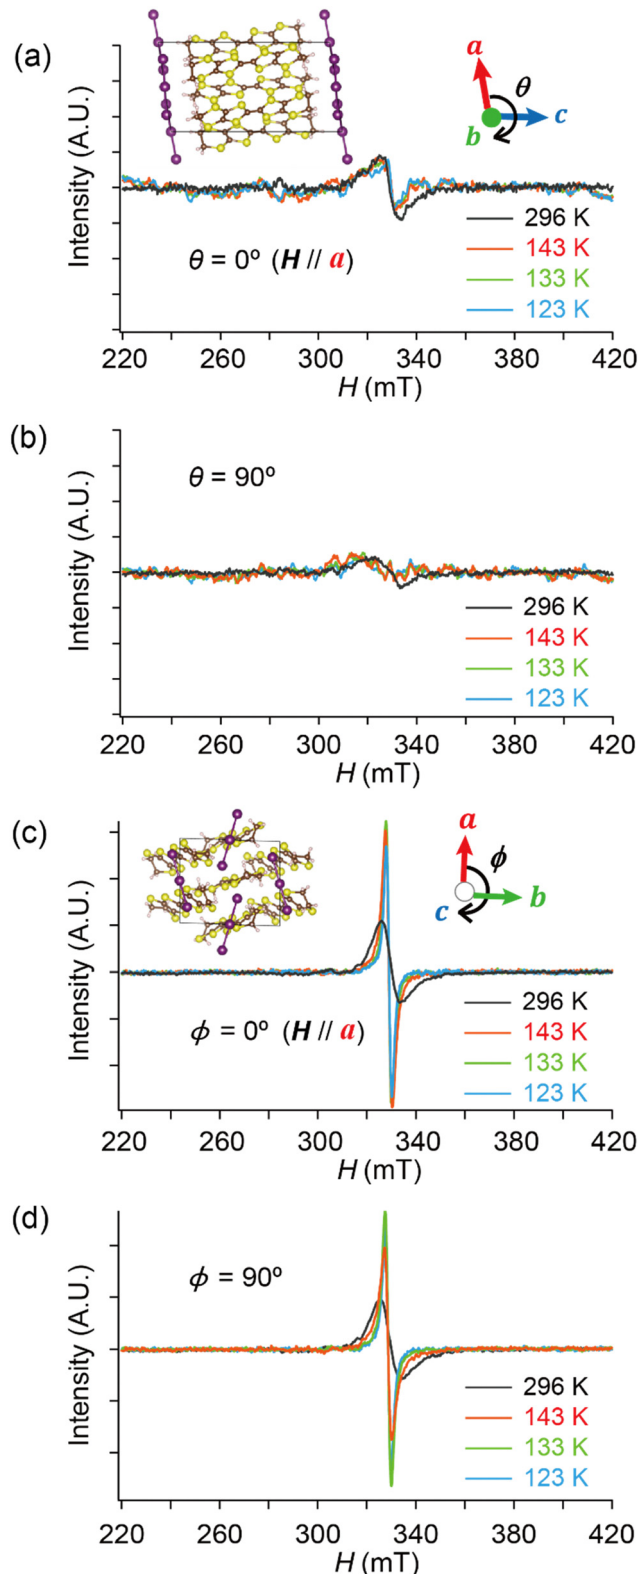 (a)
a
θ
b
c
Intensity (A.U.)
θ = 0º (H // a)
296 K
143 K
133 K
123 K
220 260 300 340 380 420
H (mT)
(b)
θ = 90º
Intensity (A.U.)
296 K
143 K
133 K
123 K
220 260 300 340 380 420
H (mT)
(c)
a
ϕ
c
b
Intensity (A.U.)
ϕ = 0º (H // a)
296 K
143 K
133 K
123 K
220 260 300 340 380 420
H (mT)
(d)
ϕ = 90º
Intensity (A.U.)
296 K
143 K
133 K
123 K
220 260 300 340 380 420
H (mT)